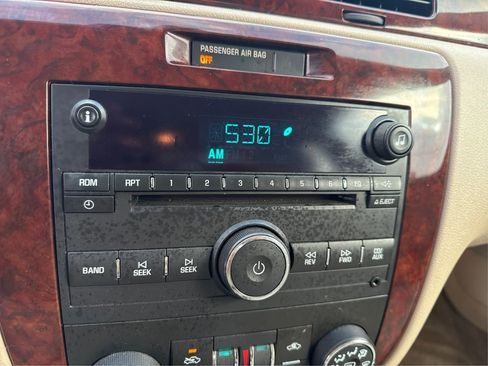 PASSENGER AIR BAG
OFF
530
AM
RDM RPT 1 2 3 4 5 6
EJECT
BAND SEEK SEEK REV FWD CD/
AUX